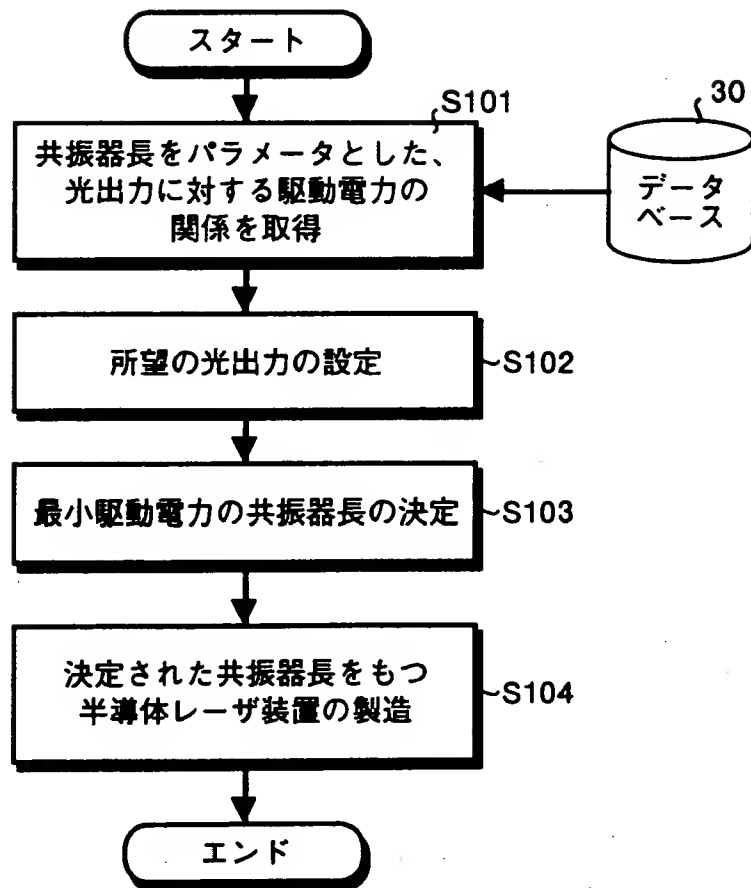 スタート
S101
共振器長をパラメータとした、
光出力に対する駆動電力の
関係を取得
30
データ
ベース
所望の光出力の設定
S102
最小駆動電力の共振器長の決定
S103
決定された共振器長をもつ
半導体レーザ装置の製造
S104
エンド